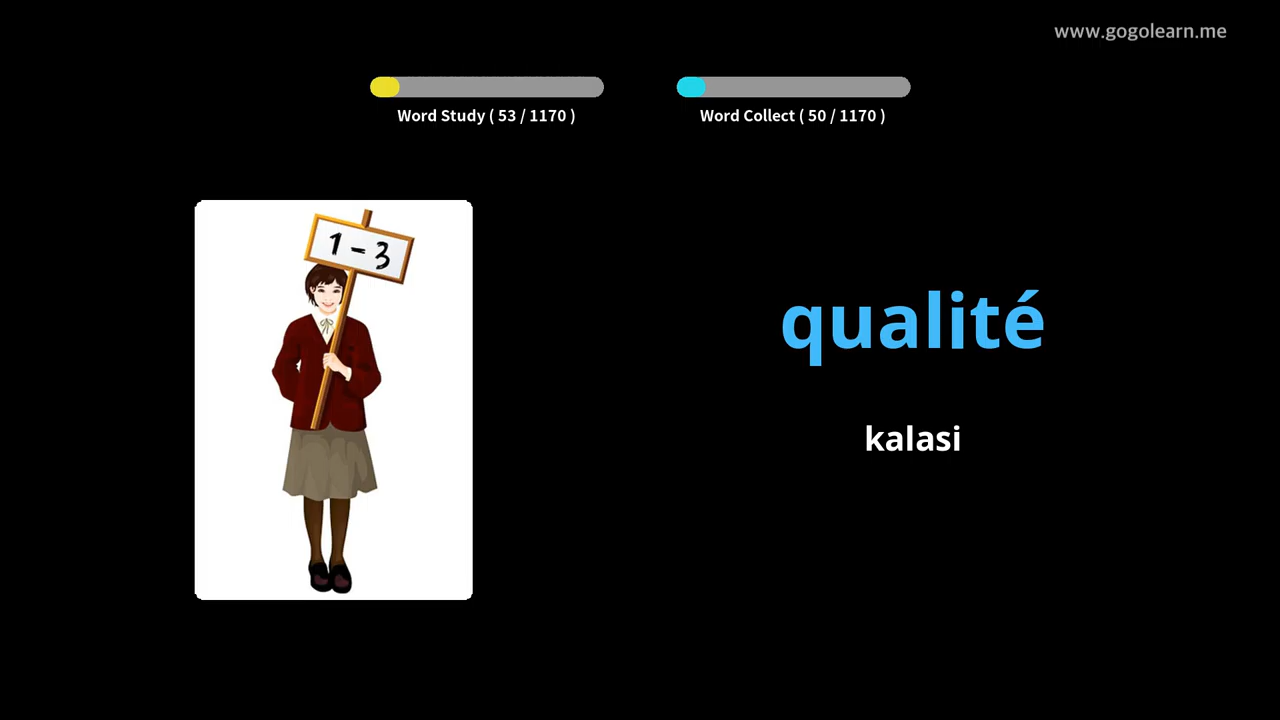 www.gogolearn.me
Word Study ( 53 / 1170 )
Word Collect ( 50 / 1170 )
1 - 3
qualité
kalasi